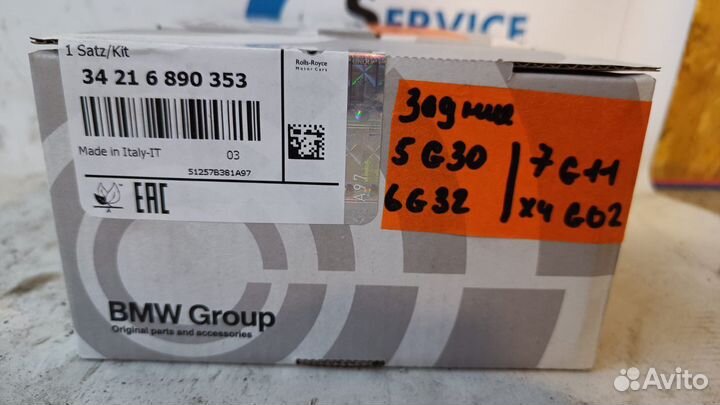 SERVICE
1 Satz/Kit
34 21 6 890 353
Made in Italy-IT
03
51257B381A97
EAC
Rolls-Royce
Motor Cars
A97
Задние
5 G30
6 G32
7 G11
X4 G02
BMW Group
Original parts and accessories
Avito